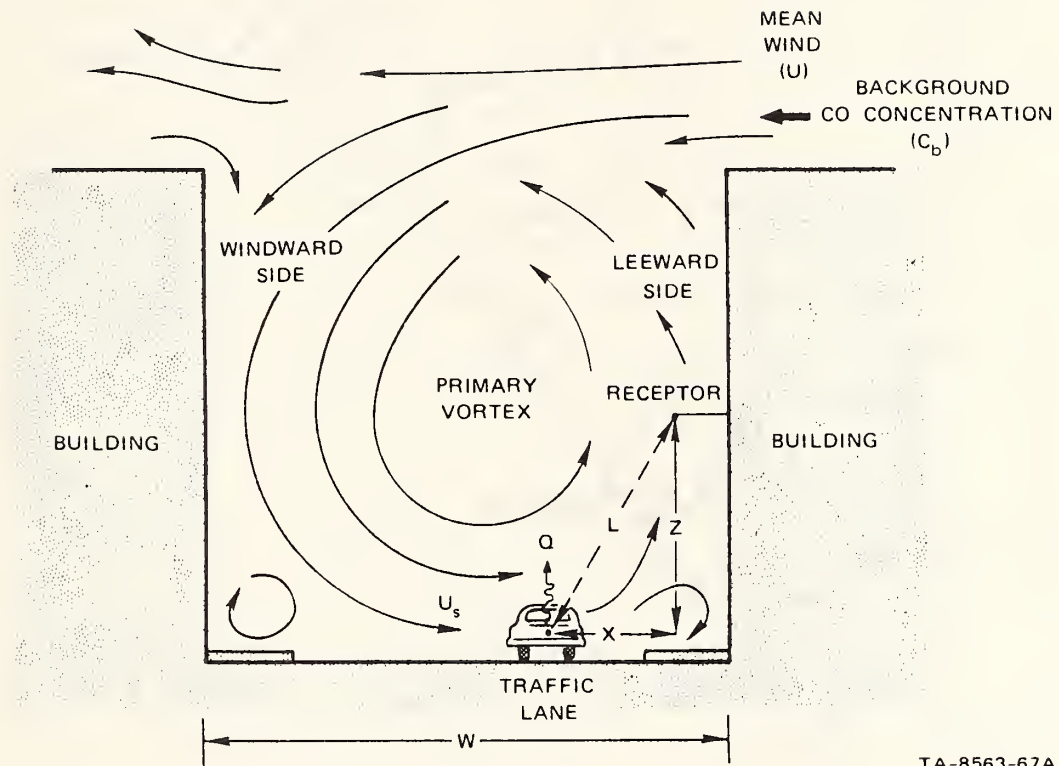 MEAN
WIND
(U)
BACKGROUND
CO CONCENTRATION
(C_b)
WINDWARD
SIDE
LEEWARD
SIDE
PRIMARY
VORTEX
RECEPTOR
BUILDING
BUILDING
L
Z
Q
U_s
X
TRAFFIC
LANE
W
TA-8563-67A